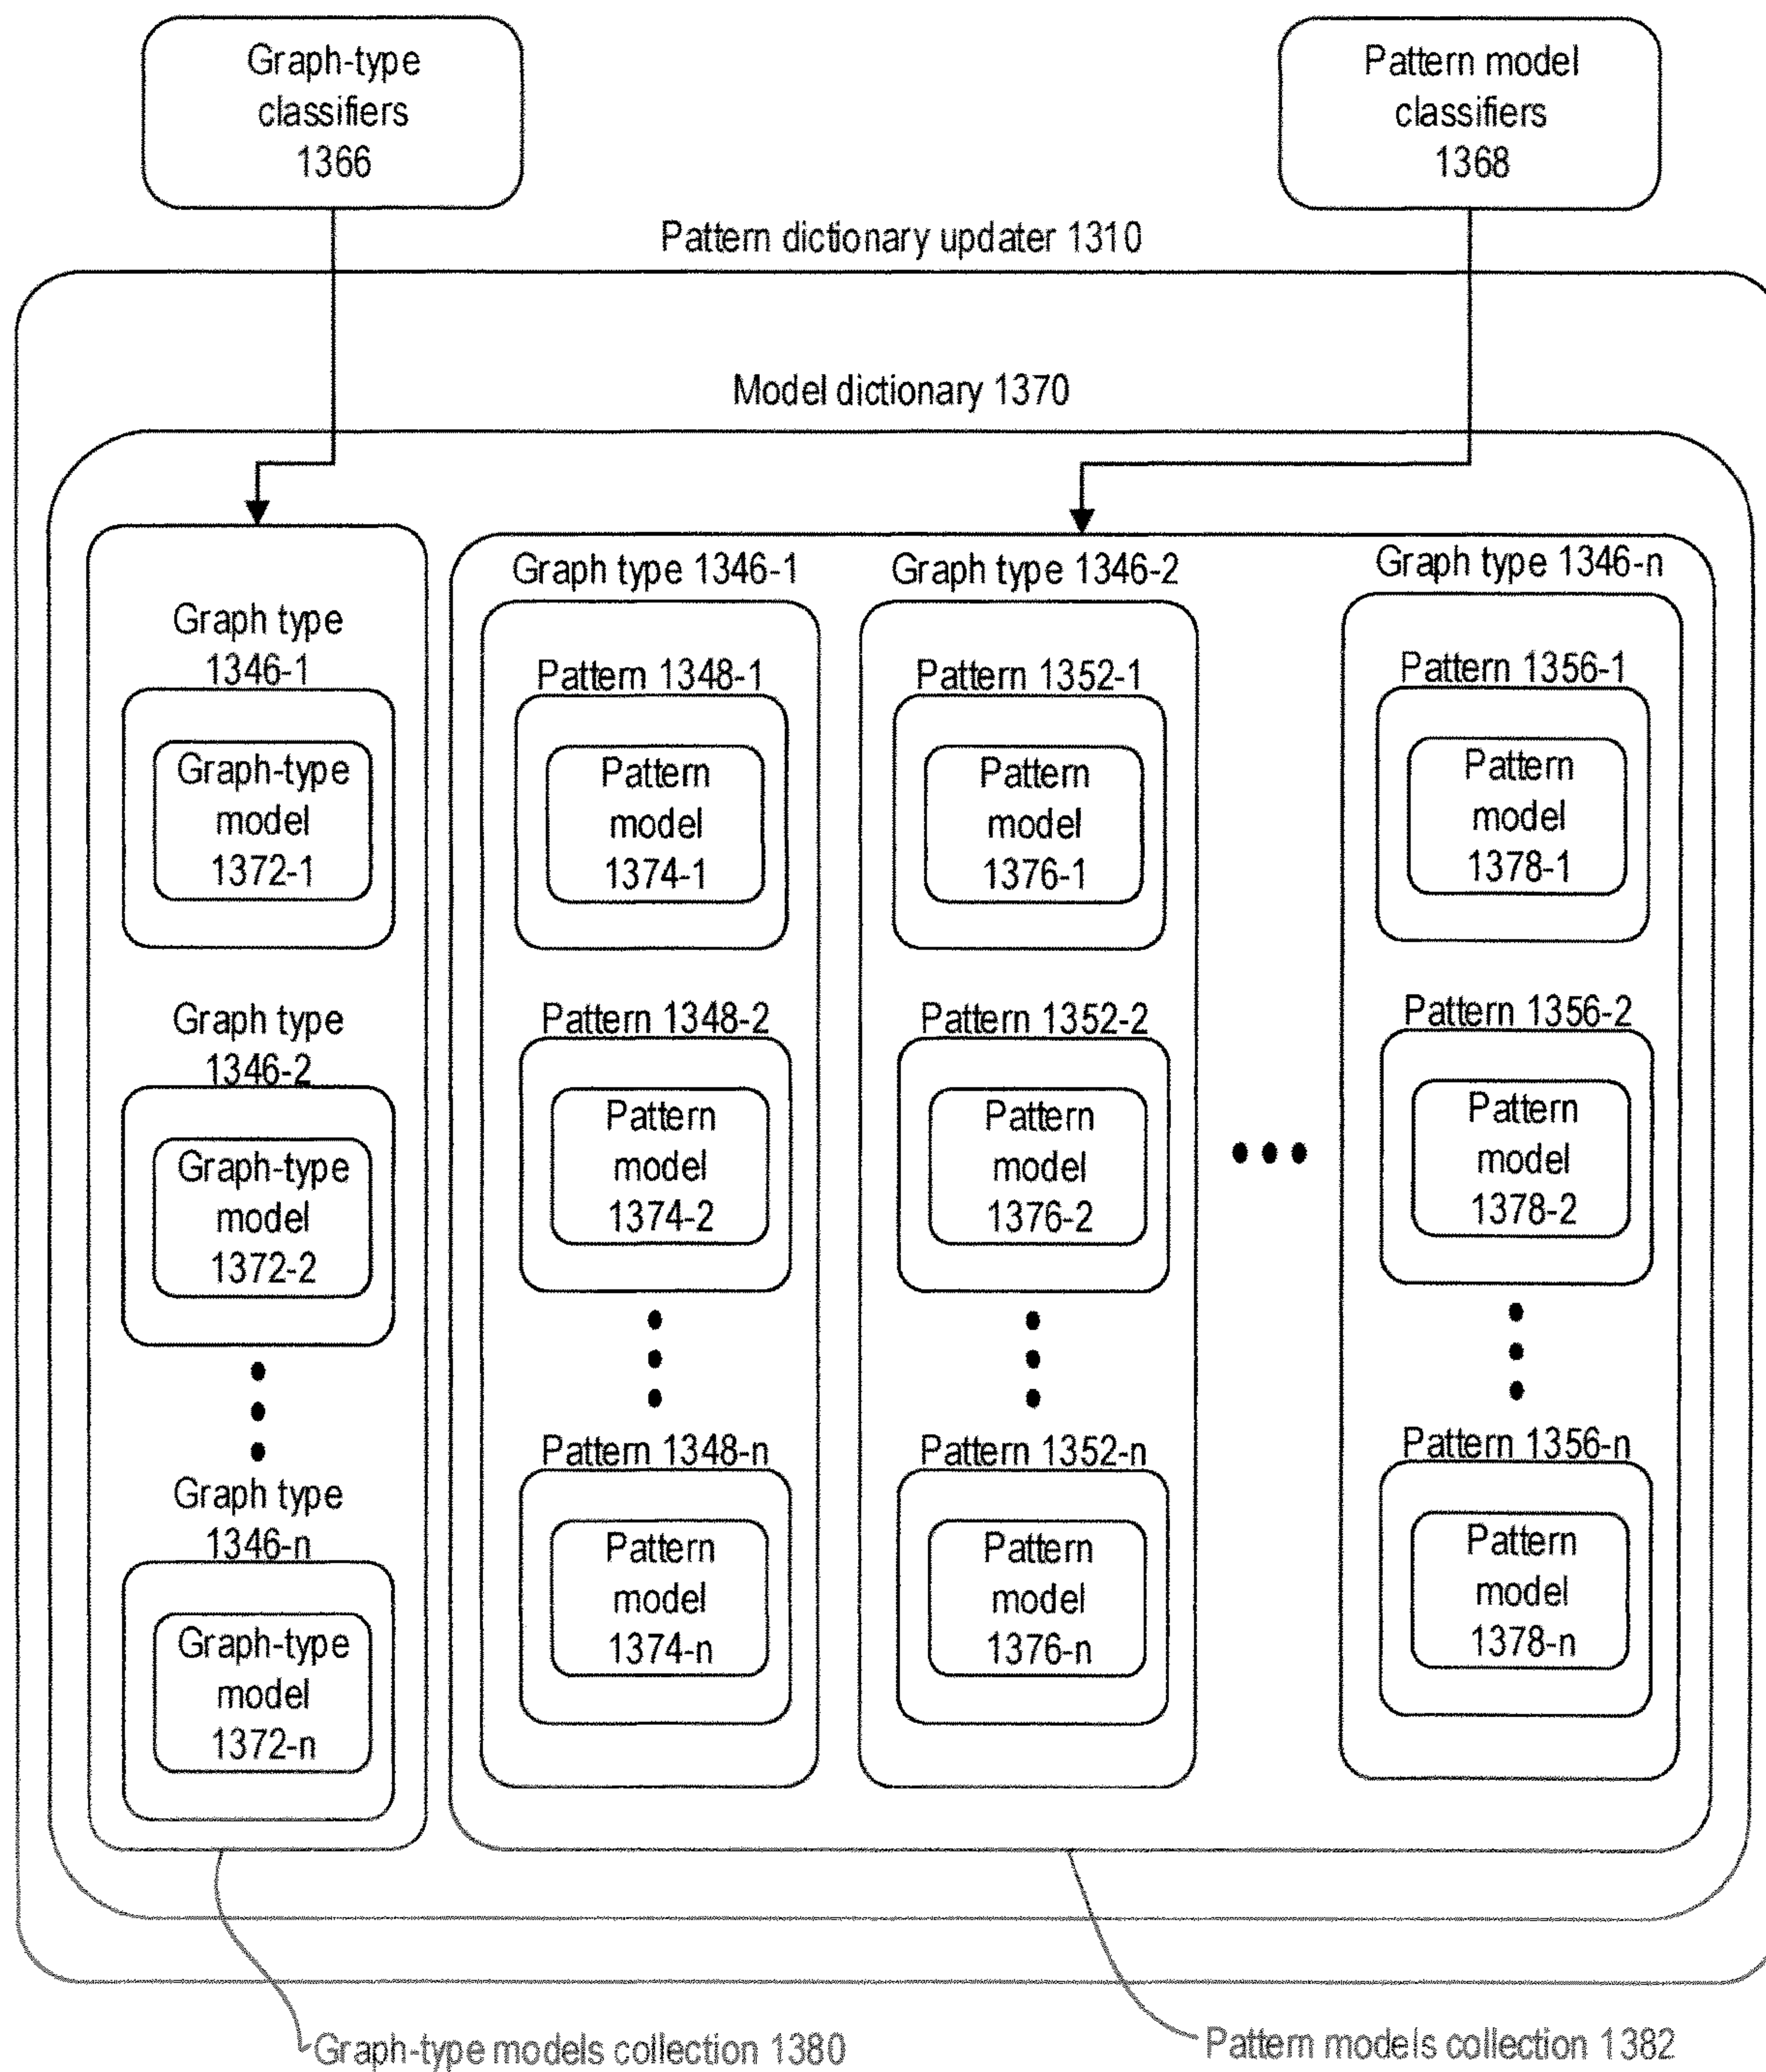 Graph-type
classifiers
1366
Pattern model
classifiers
1368
Pattern dictionary updater 1310
Model dictionary 1370
Graph type
1346-1
Graph-type
model
1372-1
Graph type
1346-2
Graph-type
model
1372-2
Graph type
1346-n
Graph-type
model
1372-n
Graph type 1346-1
Pattern 1348-1
Pattern
model
1374-1
Pattern 1348-2
Pattern
model
1374-2
Pattern 1348-n
Pattern
model
1374-n
Graph type 1346-2
Pattern 1352-1
Pattern
model
1376-1
Pattern 1352-2
Pattern
model
1376-2
Pattern 1352-n
Pattern
model
1376-n
Graph type 1346-n
Pattern 1356-1
Pattern
model
1378-1
Pattern 1356-2
Pattern
model
1378-2
Pattern 1356-n
Pattern
model
1378-n
Graph-type models collection 1380
Pattern models collection 1382